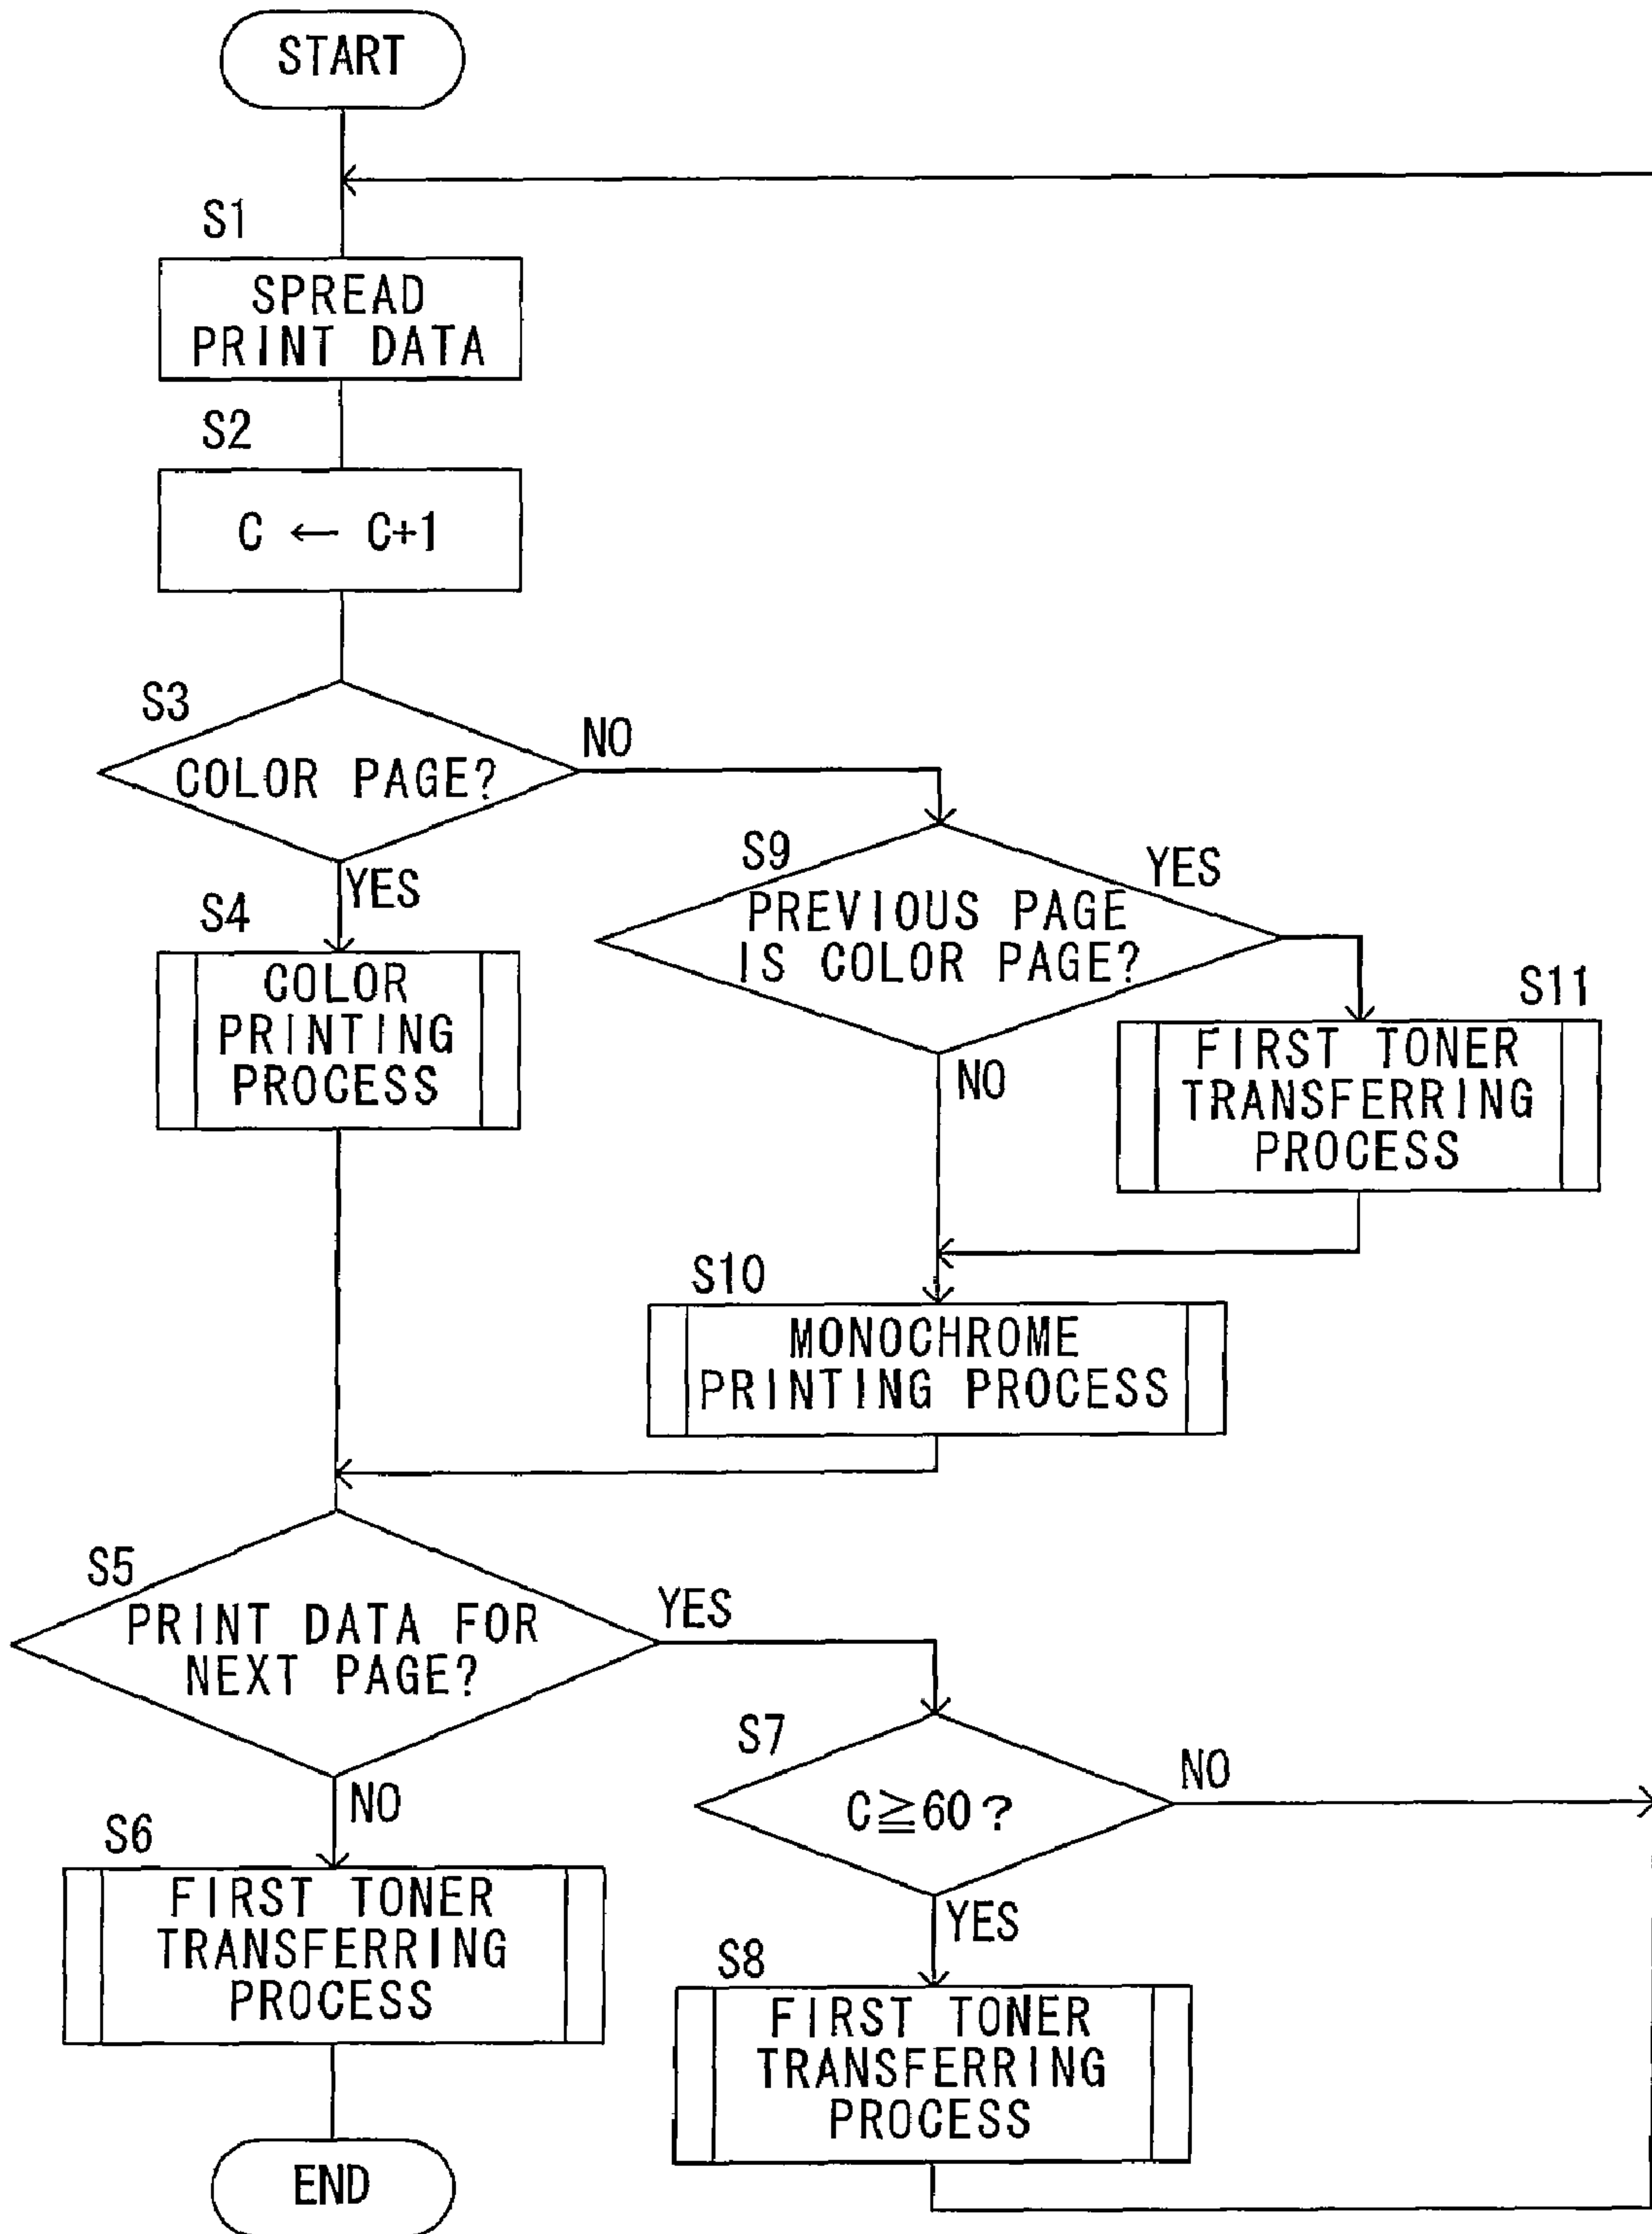 START
S1
SPREAD
PRINT DATA
S2
C ← C+1
S3
COLOR PAGE?
NO
YES
S9
PREVIOUS PAGE
IS COLOR PAGE?
YES
NO
S4
COLOR
PRINTING
PROCESS
S11
FIRST TONER
TRANSFERRING
PROCESS
S10
MONOCHROME
PRINTING PROCESS
S5
PRINT DATA FOR
NEXT PAGE?
YES
NO
S7
C≧60?
NO
YES
S6
FIRST TONER
TRANSFERRING
PROCESS
S8
FIRST TONER
TRANSFERRING
PROCESS
END